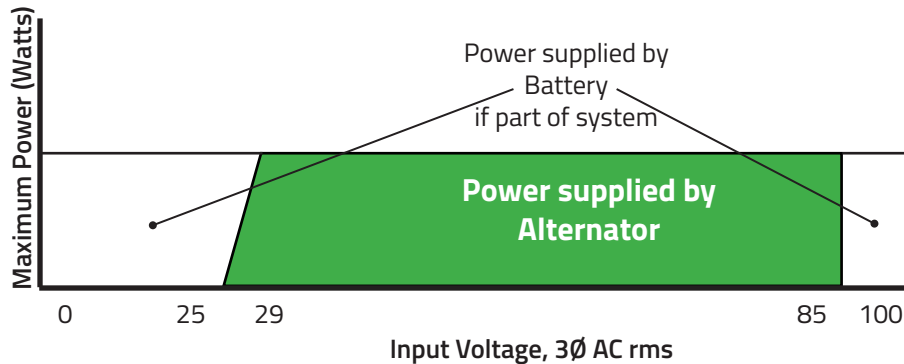 Maximum Power (Watts)
Power supplied by
Battery
if part of system
Power supplied by
Alternator
0 25 29 85 100
Input Voltage, 3Ø AC rms